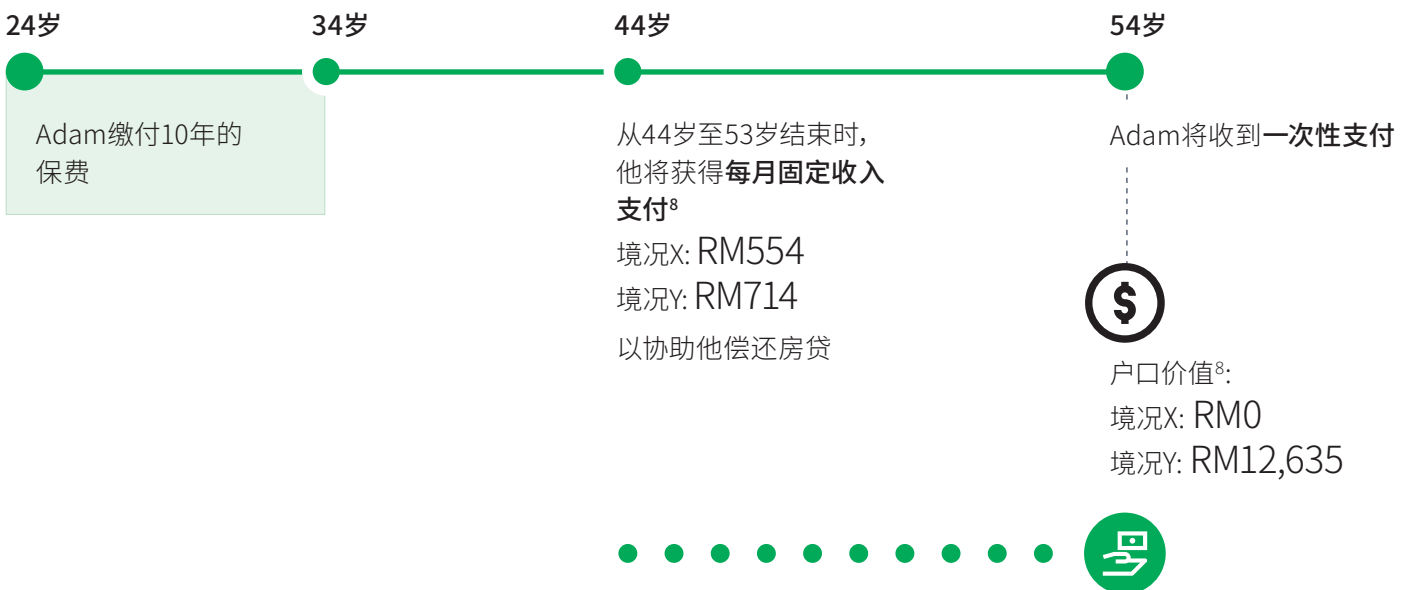 24岁
34岁
44岁
54岁
Adam缴付10年的
保费
从44岁至53岁结束时,
他将获得每月固定收入
支付⁸
境况X: RM554
境况Y: RM714
以协助他偿还房贷
Adam将收到一次性支付
$
户口价值⁸:
境况X: RM0
境况Y: RM12,635